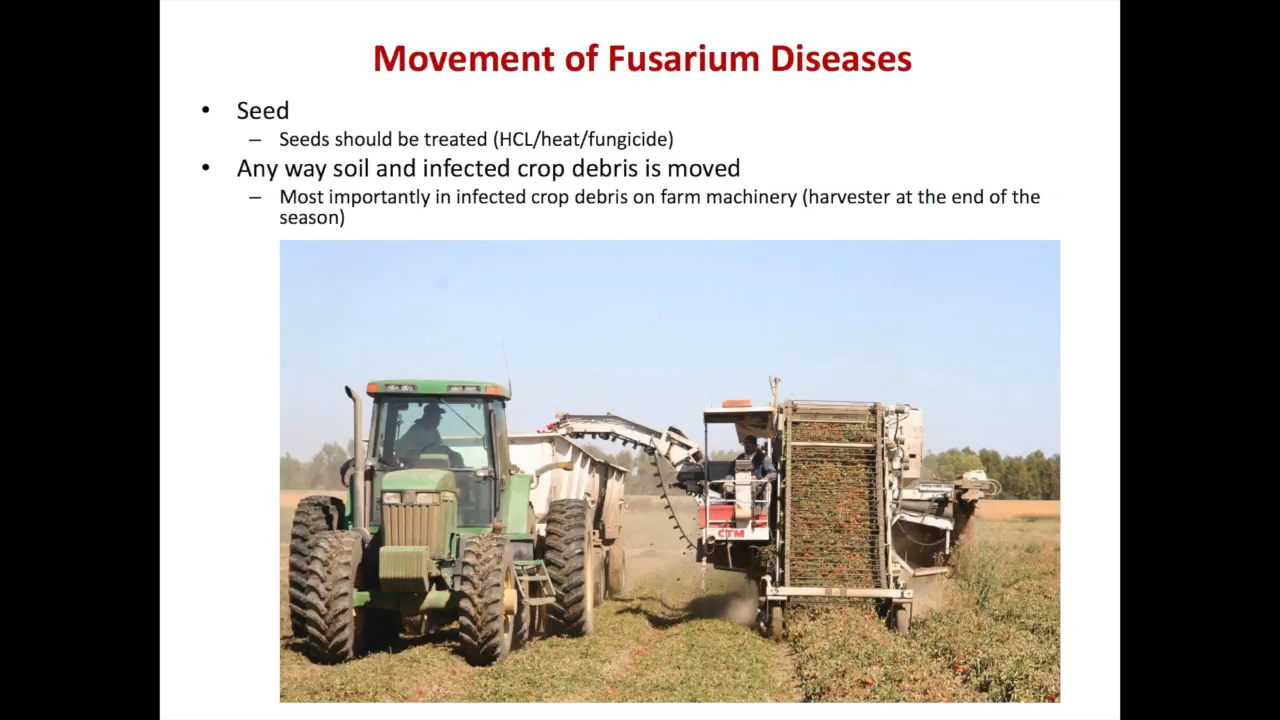 Movement of Fusarium Diseases
• Seed
– Seeds should be treated (HCL/heat/fungicide)
• Any way soil and infected crop debris is moved
– Most importantly in infected crop debris on farm machinery (harvester at the end of the
season)
CTM